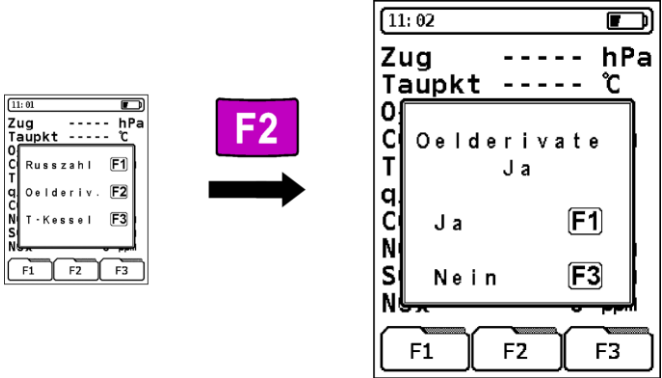 11:01
Zug ----- hPa
Taupkt ----- °C
Russzahl F1
Oelderiv. F2
T-Kessel F3
F1 F2 F3
F2
11:02
Zug ----- hPa
Taupkt ----- °C
Oelderivate
Ja
Ja F1
Nein F3
F1 F2 F3